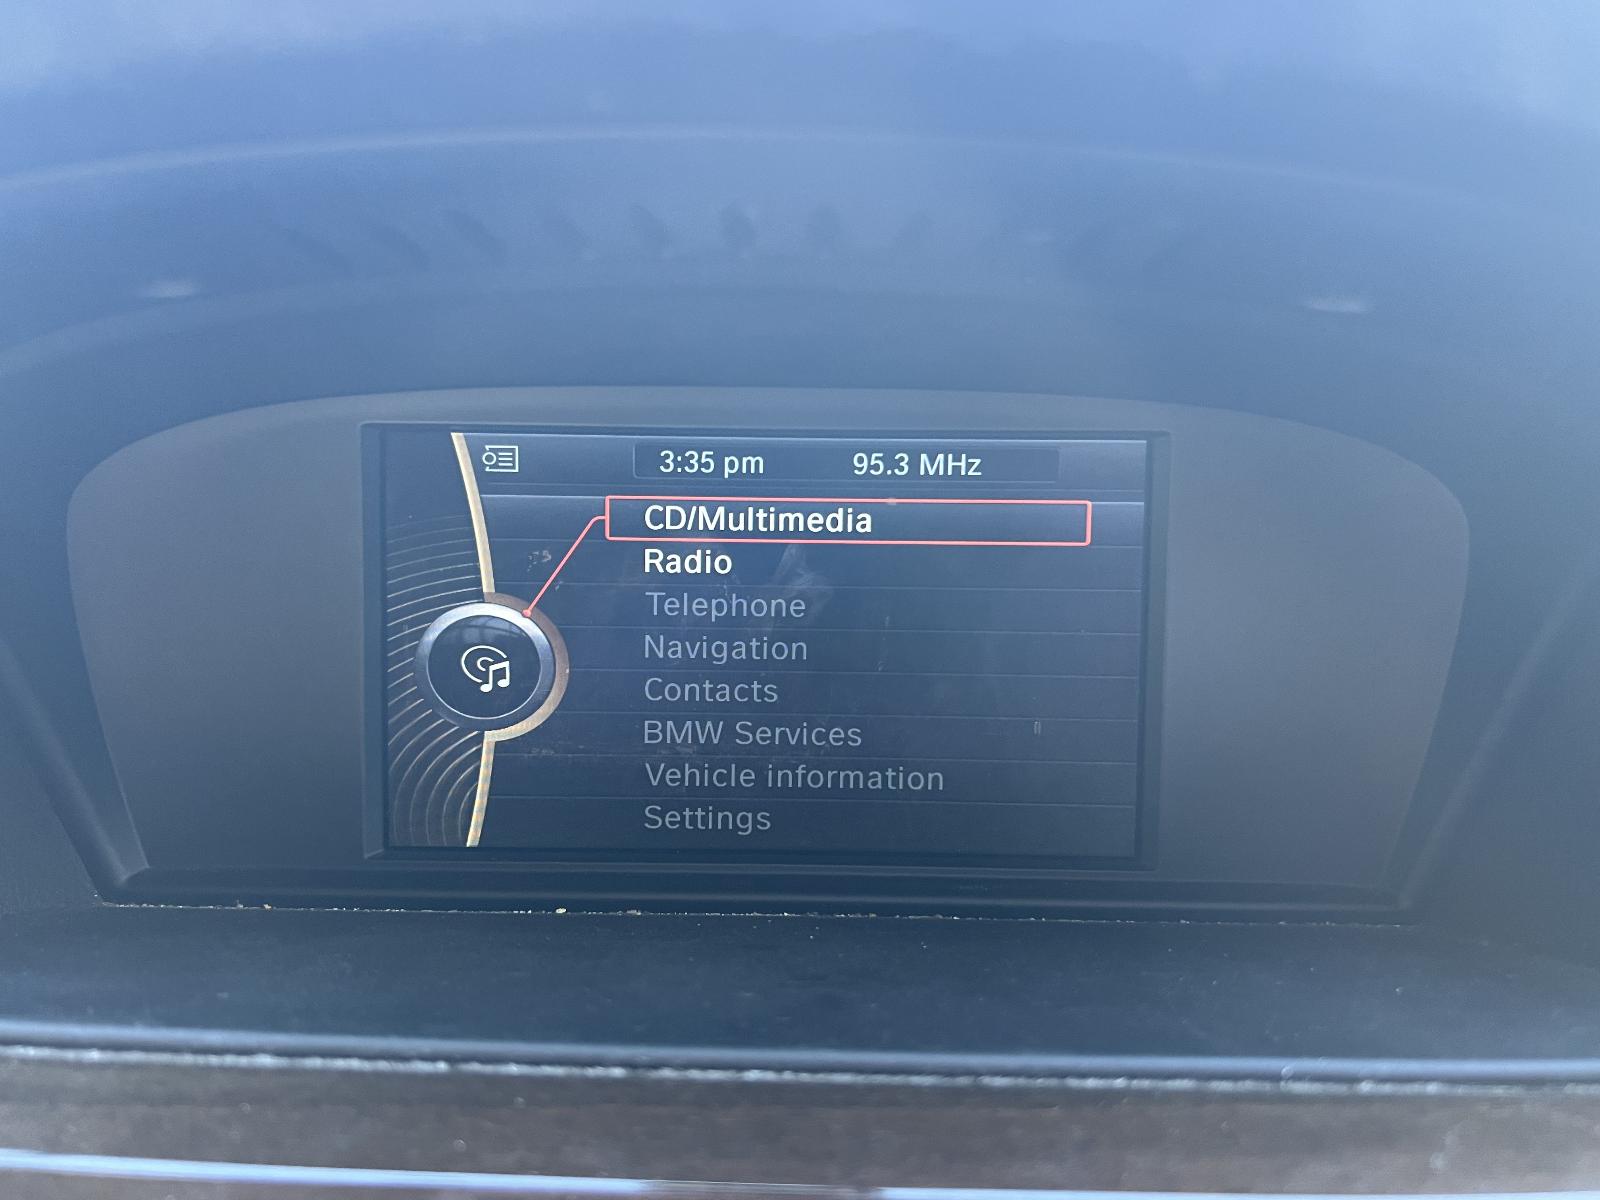 3:35 pm 95.3 MHz
CD/Multimedia
Radio
Telephone
Navigation
Contacts
BMW Services
Vehicle information
Settings